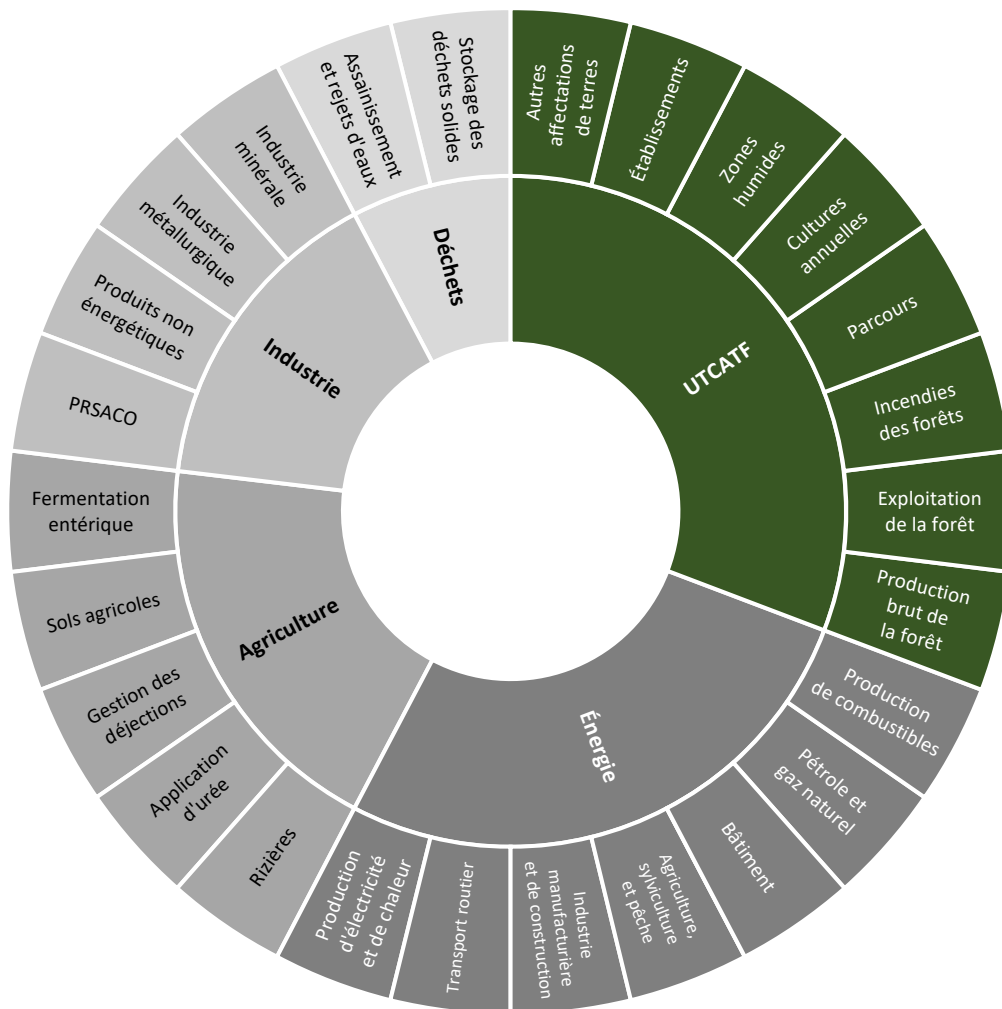 UTCATF
Autres
affectations
de terres
Établissements
Zones
humides
Cultures
annuelles
Parcours
Incendies
des forêts
Exploitation
de la forêt
Production
brut de
la forêt
Énergie
Production
de combustibles
Pétrole et
gaz naturel
Bâtiment
Agriculture,
sylviculture
et pêche
Industrie
manufacturière
et de construction
Transport routier
Production
d'électricité
et de chaleur
Agriculture
Rizières
Application
d'urée
Gestion des
déjections
Sols agricoles
Fermentation
entérique
Industrie
PRSACO
Produits non
énergétiques
Industrie
métallurgique
Industrie
minérale
Déchets
Assainissement
et rejets d'eaux
Stockage des
déchets solides